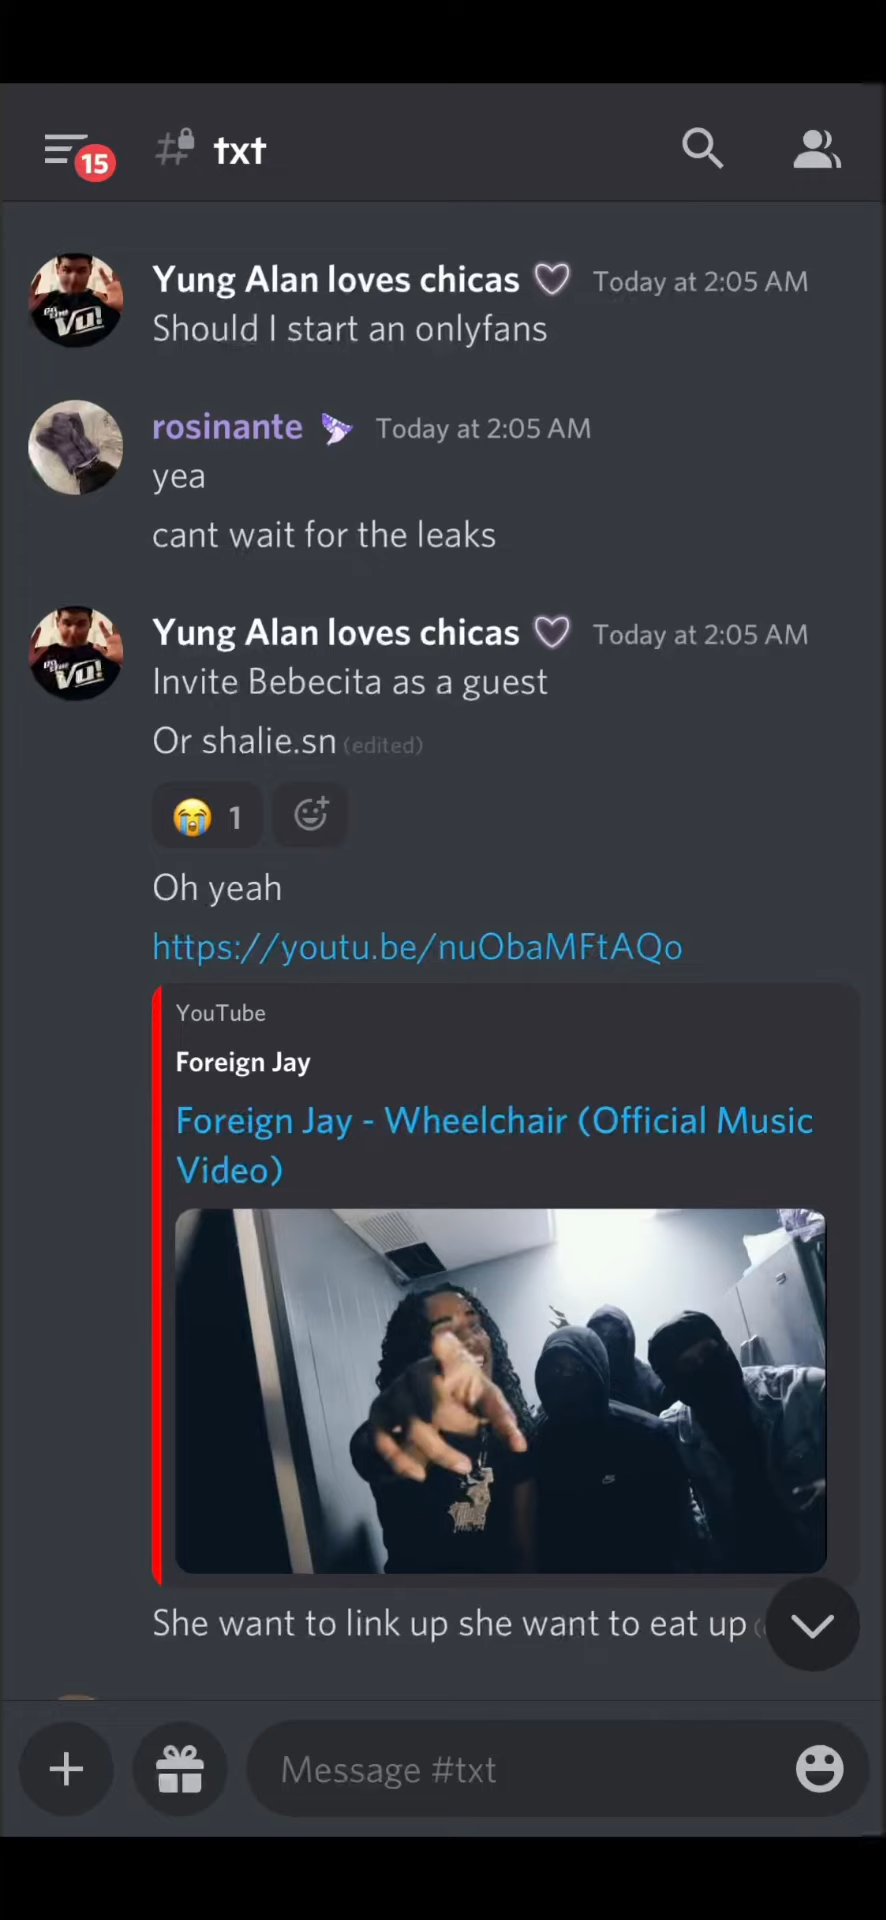 15
txt
Yung Alan loves chicas Today at 2:05 AM
Should I start an onlyfans
rosinante Today at 2:05 AM
yea
cant wait for the leaks
Yung Alan loves chicas Today at 2:05 AM
Invite Bebecita as a guest
Or shalie.sn (edited)
1
Oh yeah
https://youtu.be/nuObaMFtAQo
YouTube
Foreign Jay
Foreign Jay - Wheelchair (Official Music
Video)
She want to link up she want to eat up
Message #txt